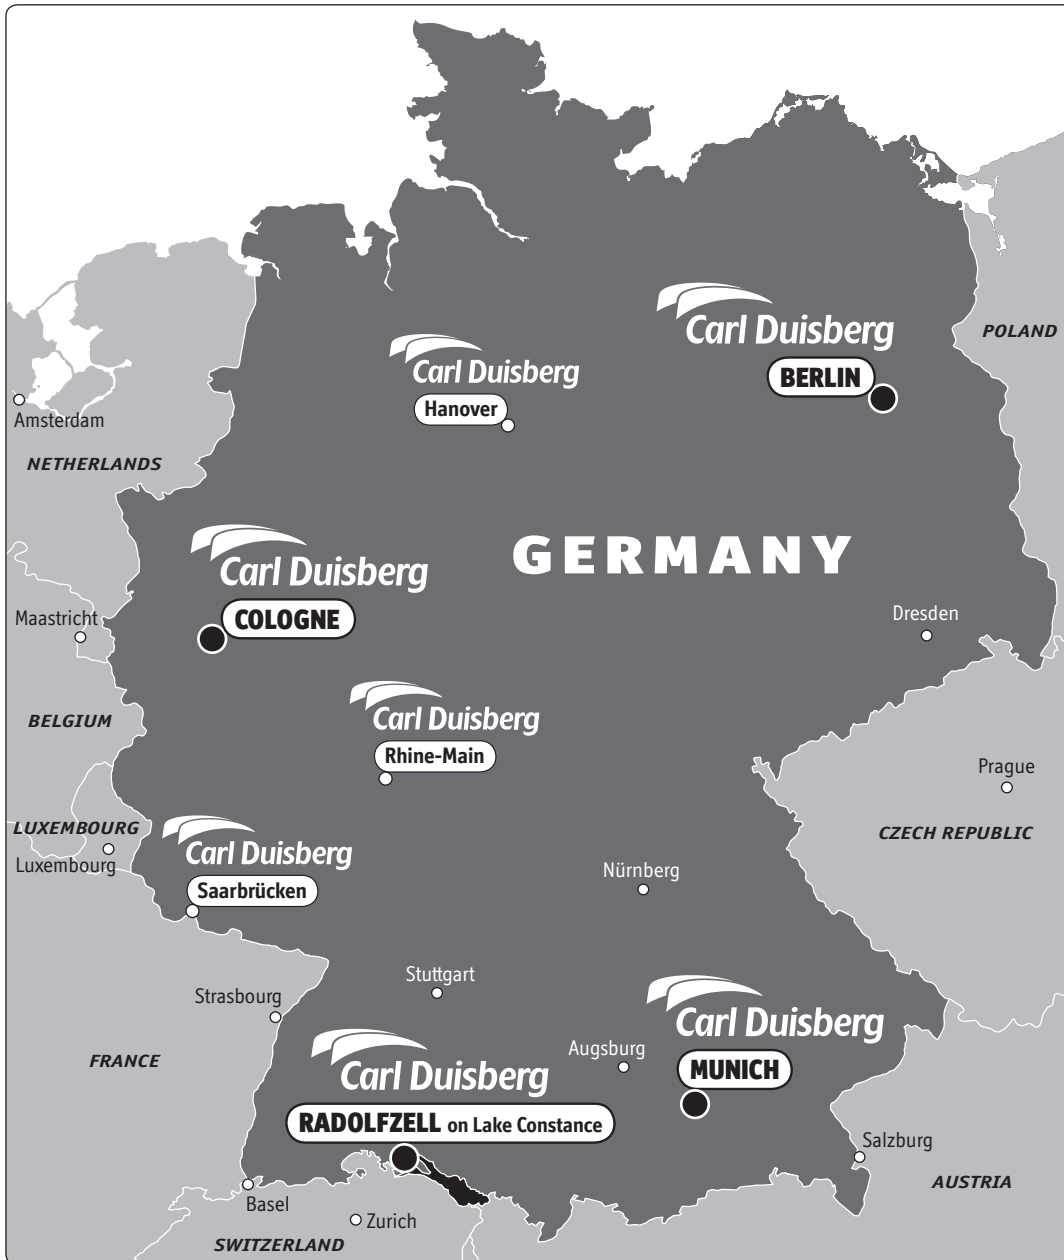 Carl Duisberg
BERLIN
POLAND
Carl Duisberg
Hanover
Amsterdam
NETHERLANDS
Carl Duisberg
COLOGNE
GERMANY
Maastricht
Dresden
BELGIUM
Carl Duisberg
Rhine-Main
Prague
LUXEMBOURG
Luxembourg
CZECH REPUBLIC
Carl Duisberg
Saarbrücken
Nürnberg
Stuttgart
Strasbourg
Carl Duisberg
MUNICH
FRANCE
Augsburg
Carl Duisberg
RADOLFZELL on Lake Constance
Salzburg
AUSTRIA
Basel
Zurich
SWITZERLAND